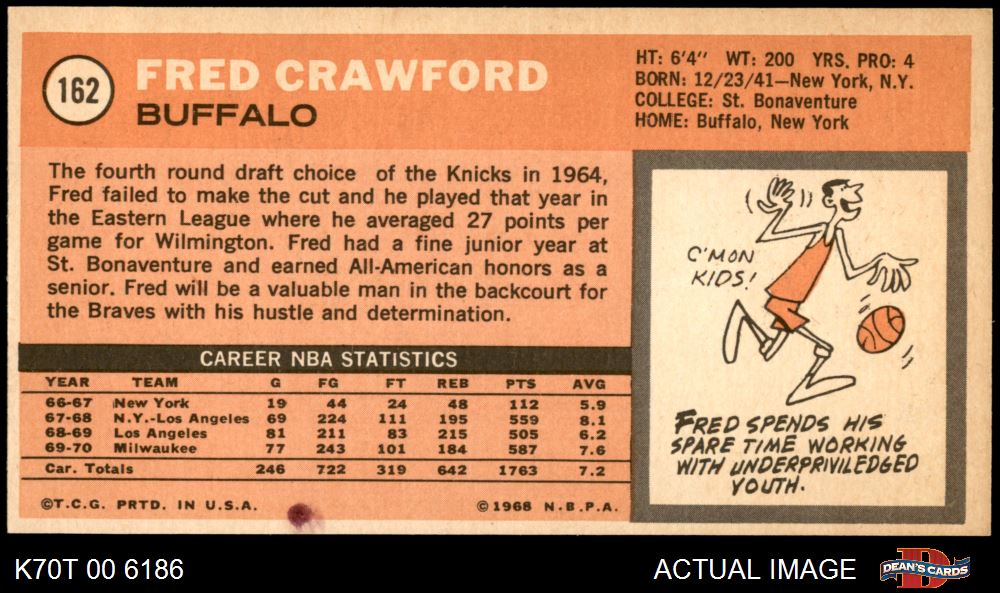 162
FRED CRAWFORD
BUFFALO
HT: 6'4" WT: 200 YRS. PRO: 4
BORN: 12/23/41—New York, N.Y.
COLLEGE: St. Bonaventure
HOME: Buffalo, New York
The fourth round draft choice of the Knicks in 1964,
Fred failed to make the cut and he played that year in
the Eastern League where he averaged 27 points per
game for Wilmington. Fred had a fine junior year at
St. Bonaventure and earned All-American honors as a
senior. Fred will be a valuable man in the backcourt for
the Braves with his hustle and determination.
C'MON
KIDS!
FRED SPENDS HIS
SPARE TIME WORKING
WITH UNDERPRIVILEDGED
YOUTH.
CAREER NBA STATISTICS
YEAR TEAM G FG FT REB PTS AVG
66-67 New York 19 44 24 48 112 5.9
67-68 N.Y.-Los Angeles 69 224 111 195 559 8.1
68-69 Los Angeles 81 211 83 215 505 6.2
69-70 Milwaukee 77 243 101 184 587 7.6
Car. Totals 246 722 319 642 1763 7.2
©T.C.G. PRTD. IN U.S.A. ©1968 N.B.P.A.
K70T 00 6186 ACTUAL IMAGE
D
DEAN'S CARDS